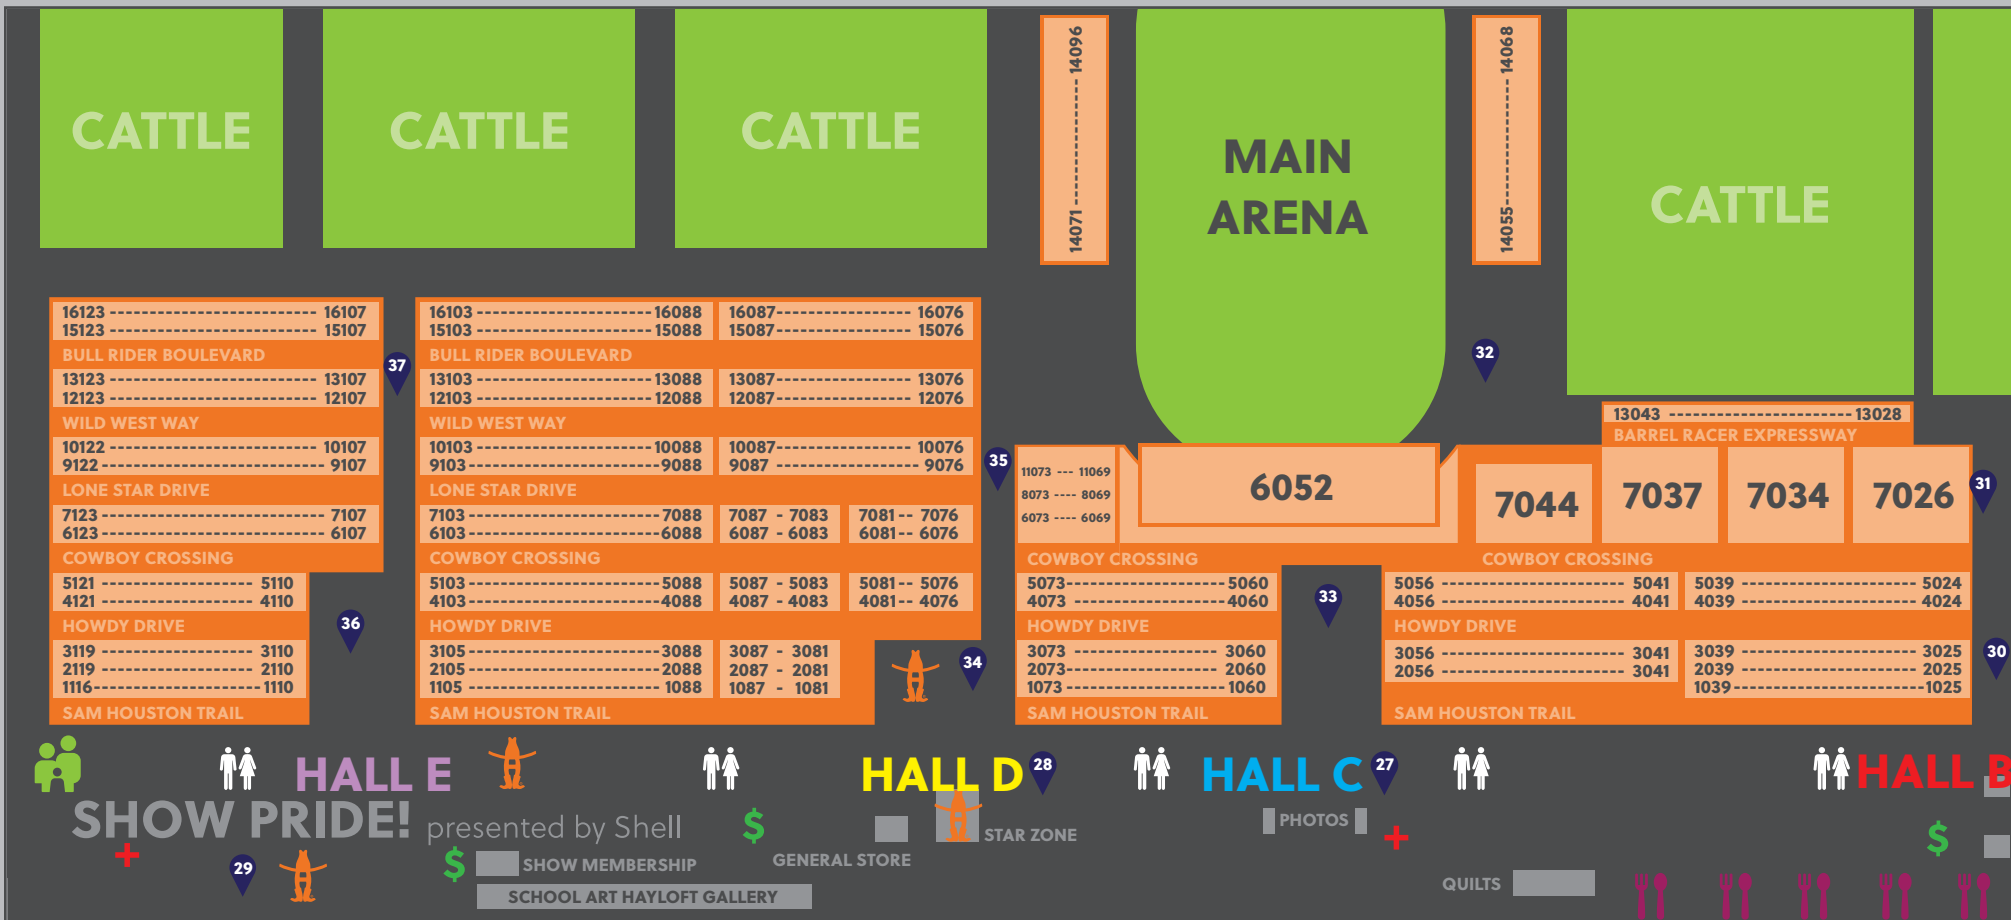 CATTLE
CATTLE
CATTLE
14071 ---------- 14096
MAIN
ARENA
14055 ---------- 14068
CATTLE
16123 ---------- 16107
15123 ---------- 15107
BULL RIDER BOULEVARD
13123 ---------- 13107
12123 ---------- 12107
WILD WEST WAY
10122 ---------- 10107
9122 ---------- 9107
LONE STAR DRIVE
7123 ---------- 7107
6123 ---------- 6107
COWBOY CROSSING
5121 ---------- 5110
4121 ---------- 4110
HOWDY DRIVE
3119 ---------- 3110
2119 ---------- 2110
1116 ---------- 1110
SAM HOUSTON TRAIL
37
36
16103 ---------- 16088 16087 ---------- 16076
15103 ---------- 15088 15087 ---------- 15076
BULL RIDER BOULEVARD
13103 ---------- 13088 13087 ---------- 13076
12103 ---------- 12088 12087 ---------- 12076
WILD WEST WAY
10103 ---------- 10088 10087 ---------- 10076
9103 ---------- 9088 9087 ---------- 9076
LONE STAR DRIVE
7103 ---------- 7088 7087 - 7083 7081 -- 7076
6103 ---------- 6088 6087 - 6083 6081 -- 6076
COWBOY CROSSING
5103 ---------- 5088 5087 - 5083 5081 -- 5076
4103 ---------- 4088 4087 - 4083 4081 -- 4076
HOWDY DRIVE
3105 ---------- 3088 3087 - 3081
2105 ---------- 2088 2087 - 2081
1105 ---------- 1088 1087 - 1081
SAM HOUSTON TRAIL
35
34
32
11073 --- 11069
8073 ---- 8069
6073 ---- 6069
6052
COWBOY CROSSING
5073 ---------- 5060
4073 ---------- 4060
HOWDY DRIVE
3073 ---------- 3060
2073 ---------- 2060
1073 ---------- 1060
SAM HOUSTON TRAIL
33
13043 ---------- 13028
BARREL RACER EXPRESSWAY
7044
7037
7034
7026
31
COWBOY CROSSING
5056 ---------- 5041 5039 ---------- 5024
4056 ---------- 4041 4039 ---------- 4024
HOWDY DRIVE
3056 ---------- 3041 3039 ---------- 3025
2056 ---------- 3041 2039 ---------- 2025
1039 ---------- 1025
SAM HOUSTON TRAIL
30
HALL E
HALL D
28
HALL C
27
HALL B
SHOW PRIDE! presented by Shell
$
STAR ZONE
PHOTOS
$
29
$
SHOW MEMBERSHIP
GENERAL STORE
SCHOOL ART HAYLOFT GALLERY
QUILTS